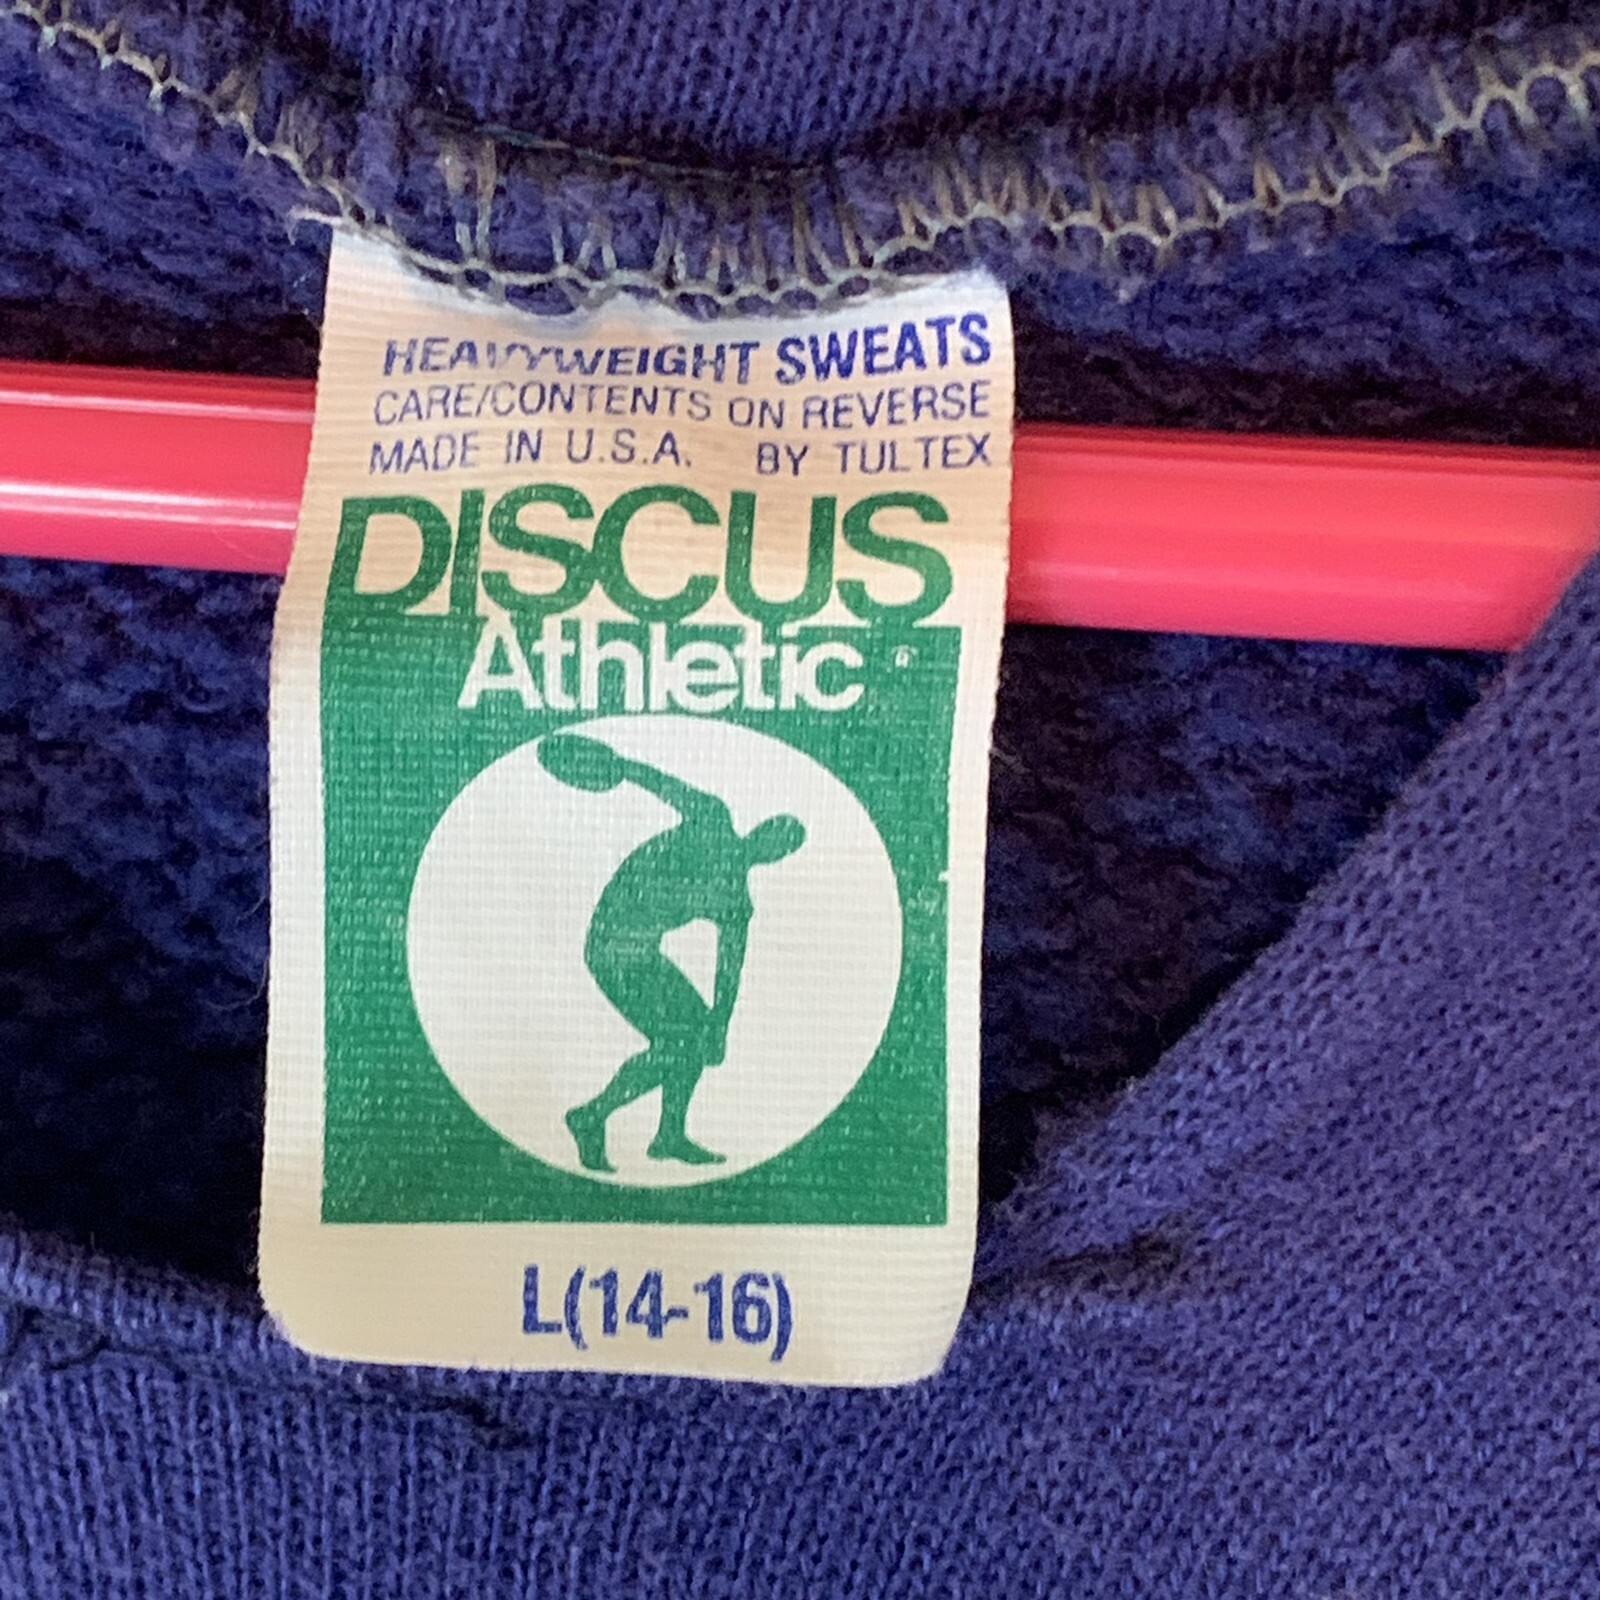 HEAVYWEIGHT SWEATS
CARE/CONTENTS ON REVERSE
MADE IN U.S.A. BY TULTEX
DISCUS
Athletic ®
L(14-16)